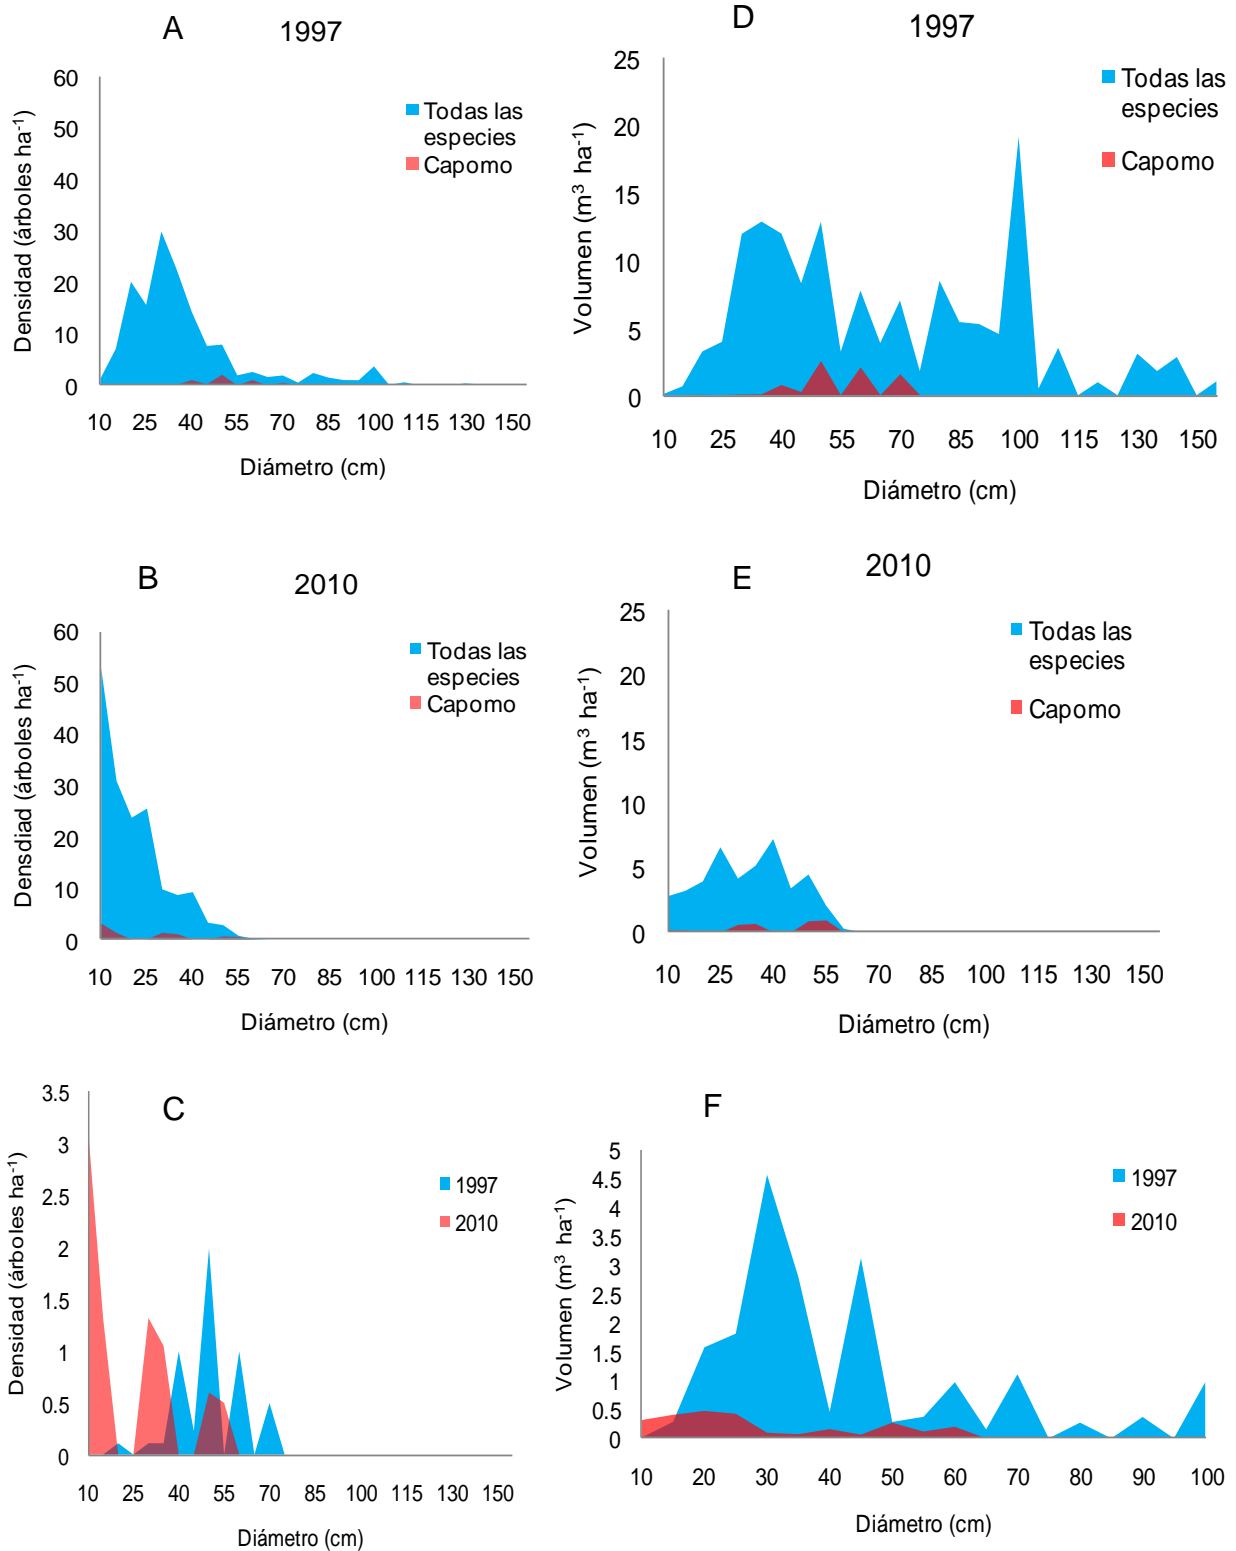 A
1997
60
50
40
30
20
10
0
Densidad (árboles ha⁻¹)
Todas las
especies
Capomo
10 25 40 55 70 85 100 115 130 150
Diámetro (cm)
D
1997
25
20
15
10
5
0
Volumen (m³ ha⁻¹)
Todas las
especies
Capomo
10 25 40 55 70 85 100 115 130 150
Diámetro (cm)
B
2010
60
50
40
30
20
10
0
Densdiad (árboles ha⁻¹)
Todas las
especies
Capomo
10 25 40 55 70 85 100 115 130 150
Diámetro (cm)
E
2010
25
20
15
10
5
0
Volumen (m³ ha⁻¹)
Todas las
especies
Capomo
10 25 40 55 70 85 100 115 130 150
Diámetro (cm)
C
3.5
3
2.5
2
1.5
1
0.5
0
Densidad (árboles ha⁻¹)
1997
2010
10 25 40 55 70 85 100 115 130 150
Diámetro (cm)
F
5
4.5
4
3.5
3
2.5
2
1.5
1
0.5
0
Volumen (m³ ha⁻¹)
1997
2010
10 20 30 40 50 60 70 80 90 100
Diámetro (cm)